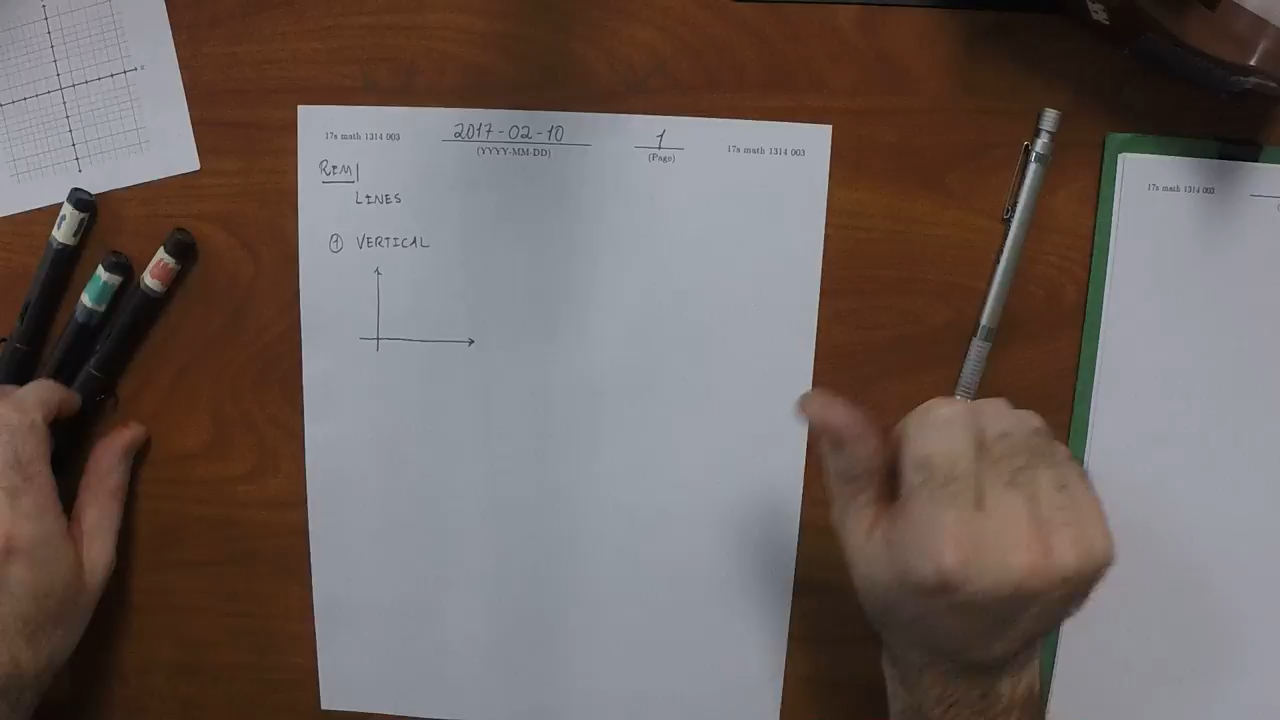 17s math 1314 003 2017-02-10 1 17s math 1314 003
(YYYY-MM-DD) (Page)
REM
LINES
① VERTICAL
17s math 1314 003
x